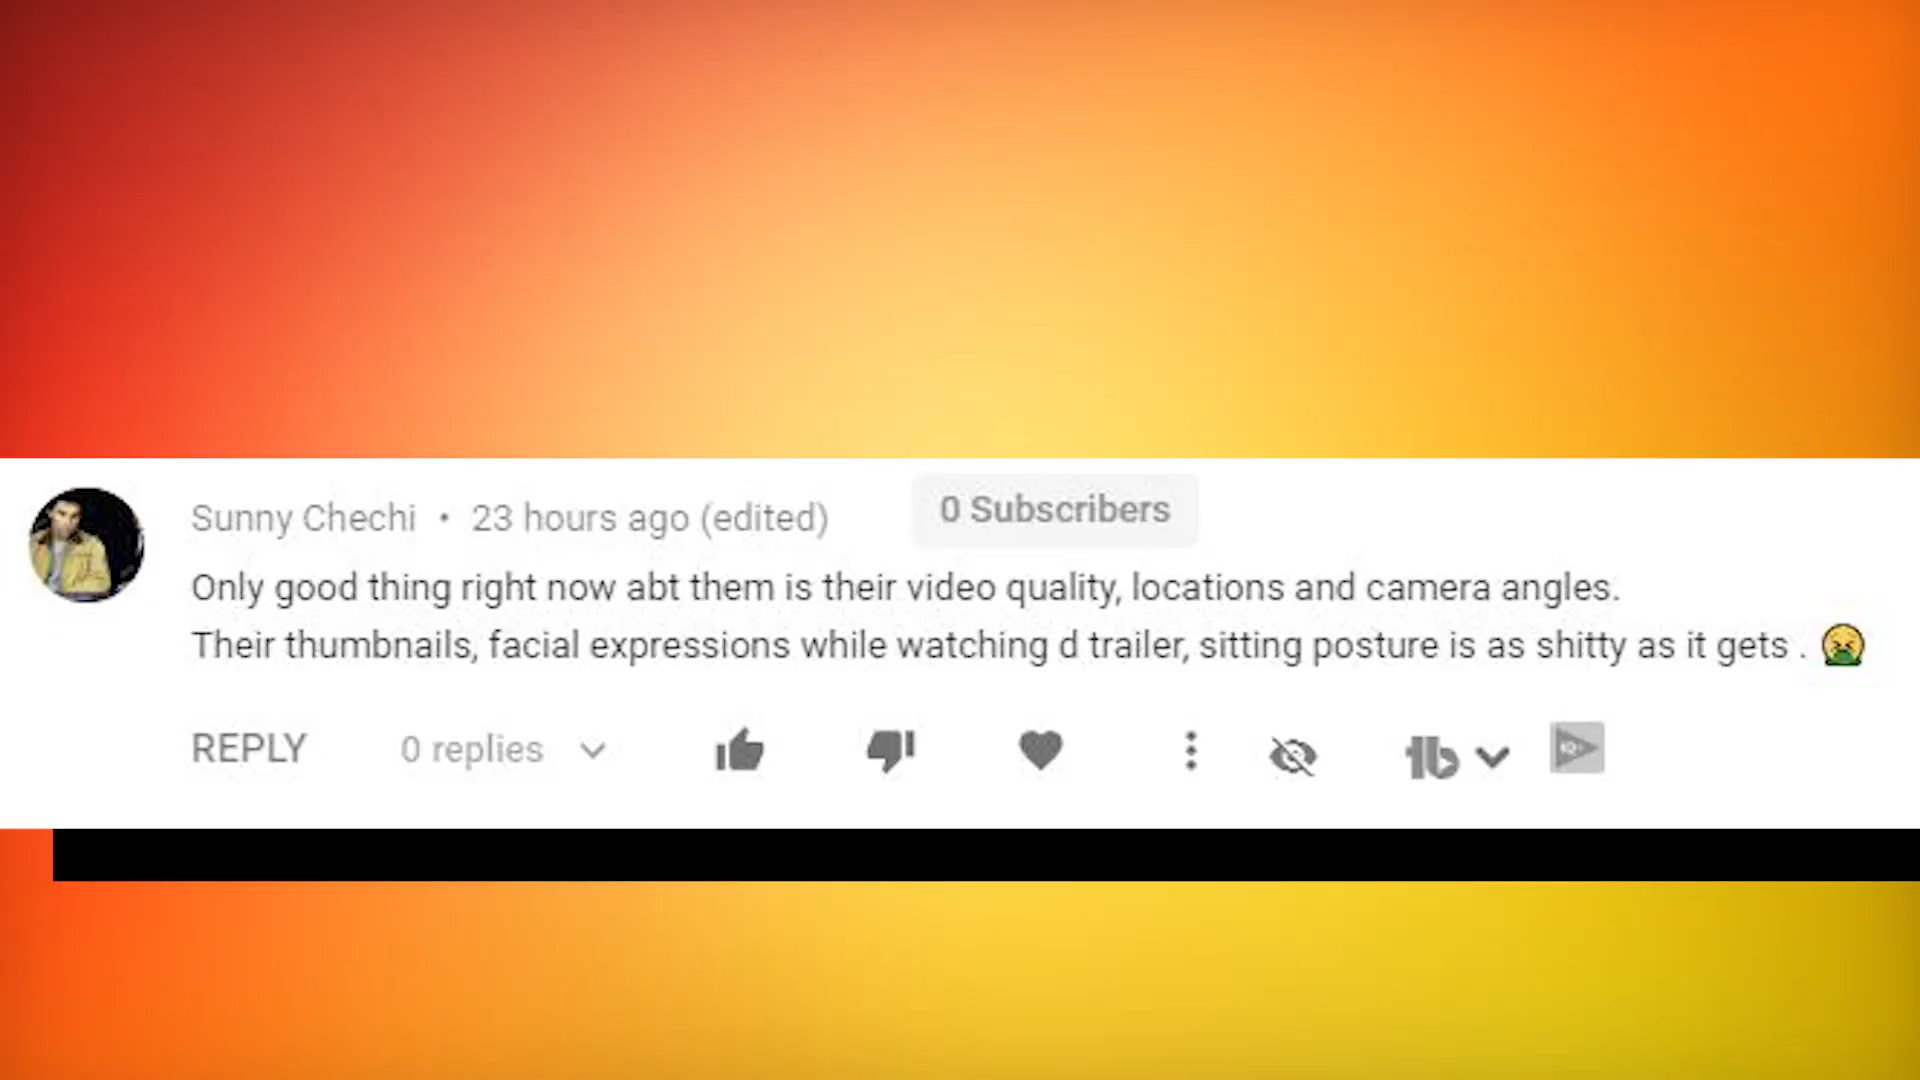 Sunny Chechi • 23 hours ago (edited) 0 Subscribers
Only good thing right now abt them is their video quality, locations and camera angles.
Their thumbnails, facial expressions while watching d trailer, sitting posture is as shitty as it gets . 🤮
REPLY 0 replies